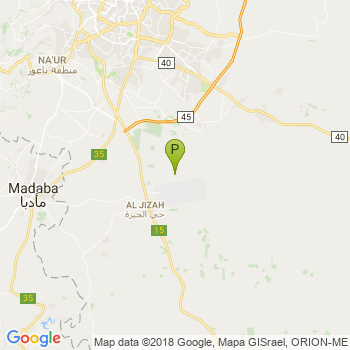 NA'UR
منطقة ناعور
40
45
40
P
35
Madaba
مادبا
AL JIZAH
حي الجيزة
15
35
Google
Map data ©2018 Google, Mapa GISrael, ORION-ME